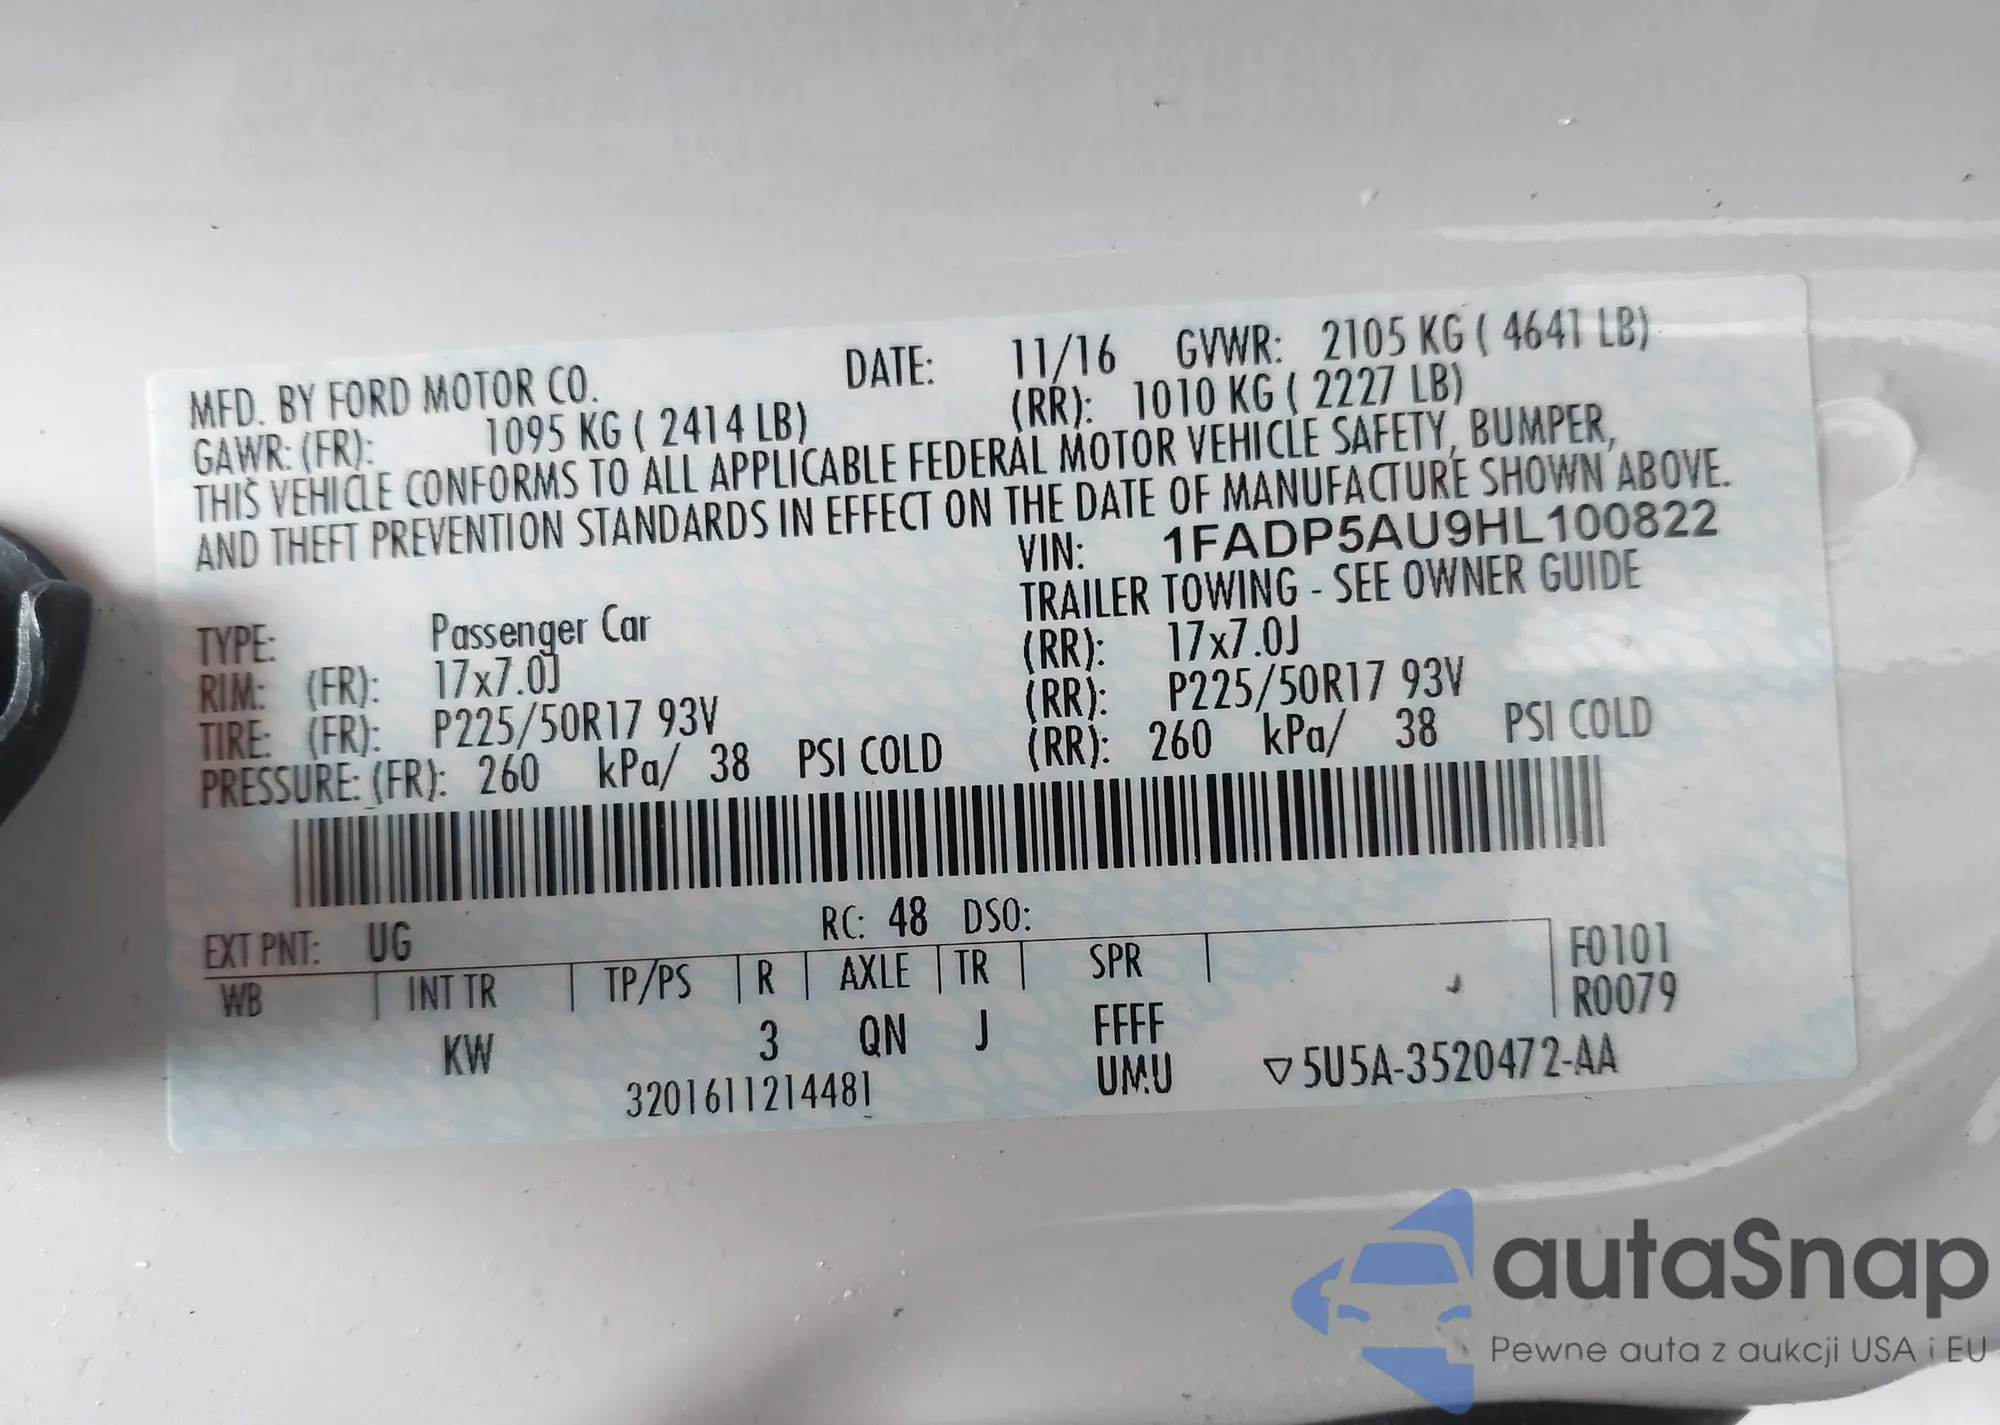 MFD. BY FORD MOTOR CO. DATE: 11/16 GVWR: 2105 KG ( 4641 LB)
GAWR: (FR): 1095 KG ( 2414 LB) (RR): 1010 KG ( 2227 LB)
THIS VEHICLE CONFORMS TO ALL APPLICABLE FEDERAL MOTOR VEHICLE SAFETY, BUMPER,
AND THEFT PREVENTION STANDARDS IN EFFECT ON THE DATE OF MANUFACTURE SHOWN ABOVE.
VIN: 1FADP5AU9HL100822
TRAILER TOWING - SEE OWNER GUIDE
TYPE: Passenger Car
RIM: (FR): 17x7.0J (RR): 17x7.0J
TIRE: (FR): P225/50R17 93V (RR): P225/50R17 93V
PRESSURE: (FR): 260 kPa/ 38 PSI COLD (RR): 260 kPa/ 38 PSI COLD
EXT PNT: UG RC: 48 DSO:
WB INT TR TP/PS R AXLE TR SPR F0101
R0079
KW 3 QN J FFFF
3201611214481 UMU ▽5U5A-3520472-AA
autaSnap
Pewne auta z aukcji USA i EU